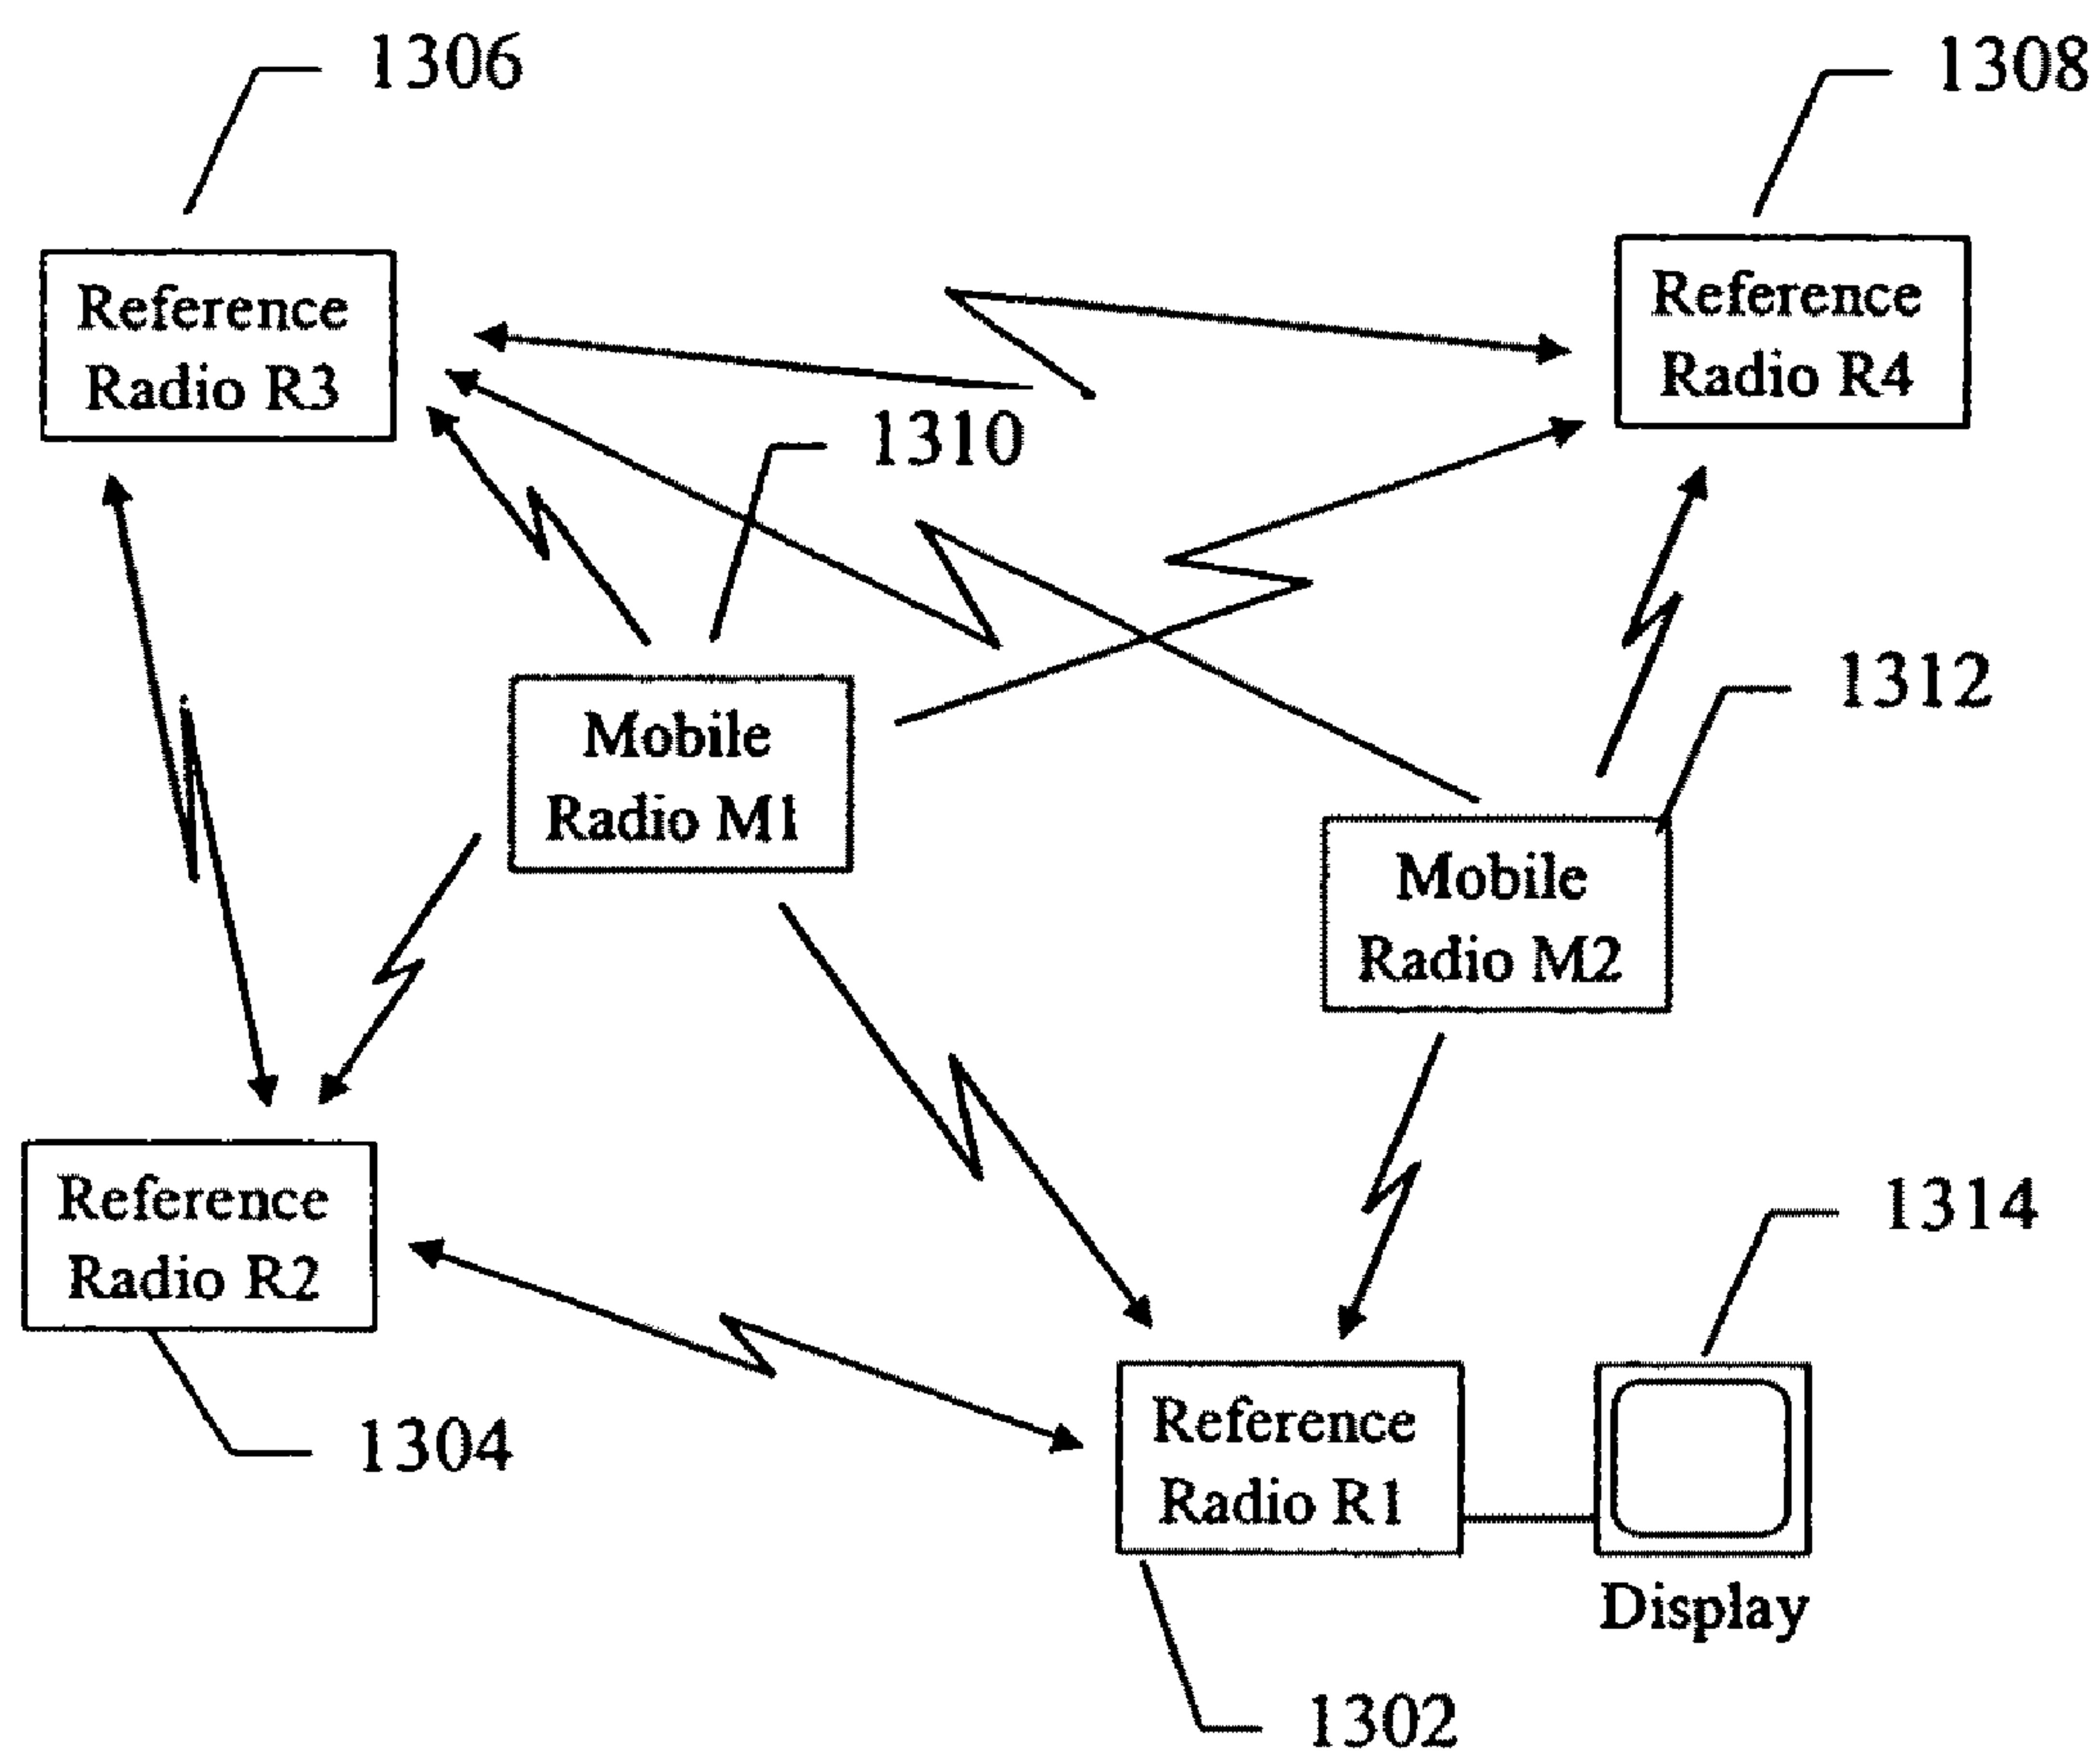 1306
1308
Reference
Radio R3
Reference
Radio R4
1310
1312
Mobile
Radio M1
Mobile
Radio M2
Reference
Radio R2
1314
1304
Reference
Radio R1
Display
1302